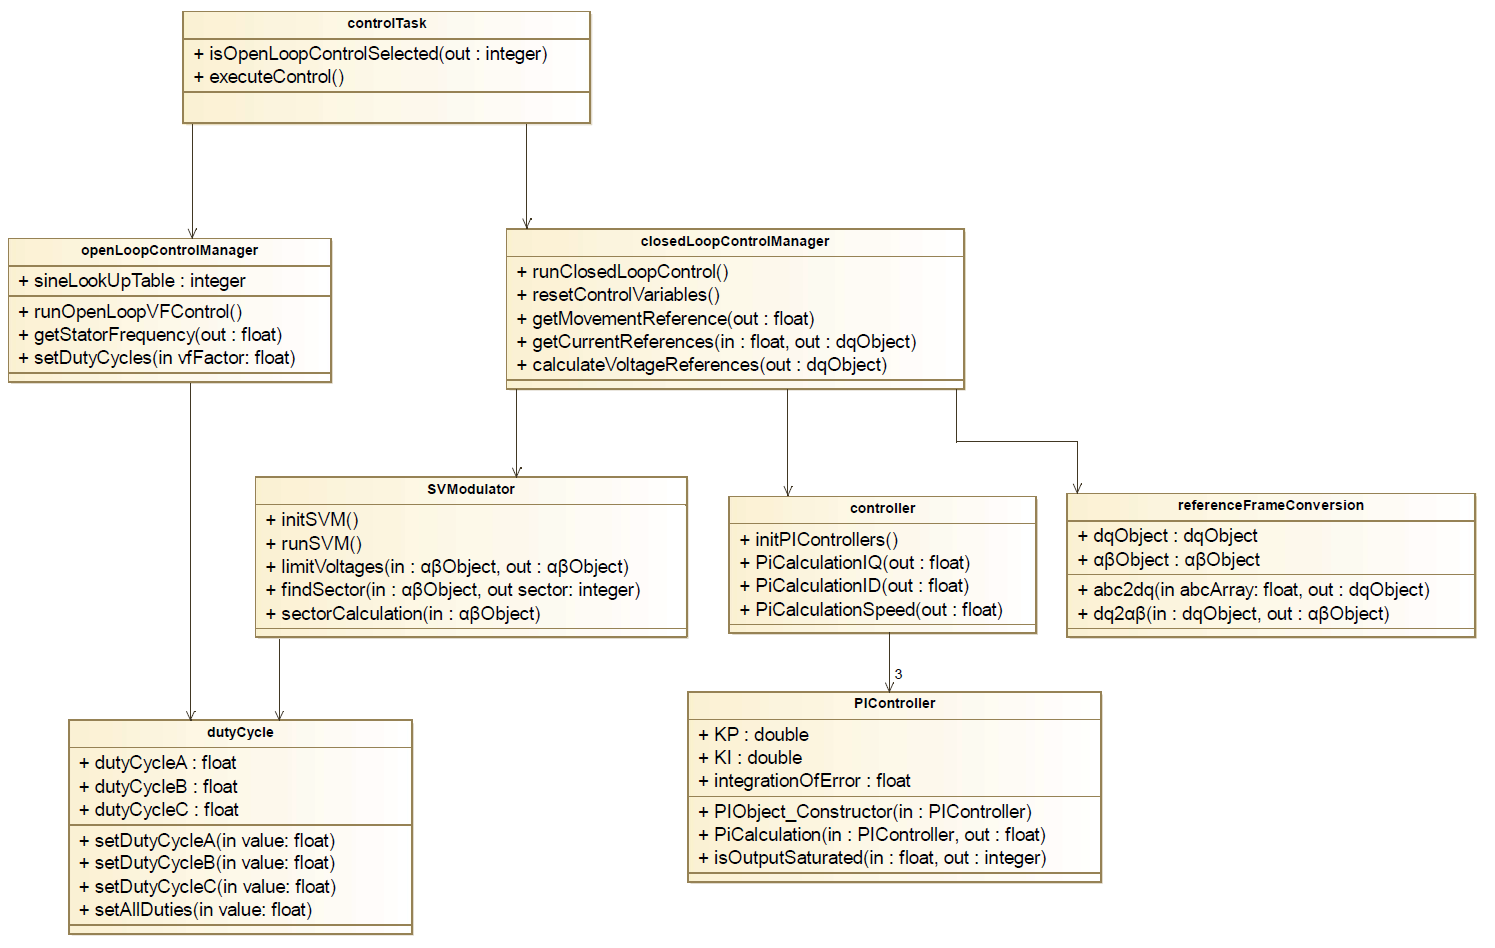 controlTask
+ isOpenLoopControlSelected(out : integer)
+ executeControl()
openLoopControlManager
+ sineLookUpTable : integer
+ runOpenLoopVFControl()
+ getStatorFrequency(out : float)
+ setDutyCycles(in vfFactor: float)
closedLoopControlManager
+ runClosedLoopControl()
+ resetControlVariables()
+ getMovementReference(out : float)
+ getCurrentReferences(in : float, out : dqObject)
+ calculateVoltageReferences(out : dqObject)
SVModulator
+ initSVM()
+ runSVM()
+ limitVoltages(in : αβObject, out : αβObject)
+ findSector(in : αβObject, out sector: integer)
+ sectorCalculation(in : αβObject)
controller
+ initPIControllers()
+ PiCalculationIQ(out : float)
+ PiCalculationID(out : float)
+ PiCalculationSpeed(out : float)
referenceFrameConversion
+ dqObject : dqObject
+ αβObject : αβObject
+ abc2dq(in abcArray: float, out : dqObject)
+ dq2αβ(in : dqObject, out : αβObject)
3
PIController
+ KP : double
+ KI : double
+ integrationOfError : float
+ PIObject_Constructor(in : PIController)
+ PiCalculation(in : PIController, out : float)
+ isOutputSaturated(in : float, out : integer)
dutyCycle
+ dutyCycleA : float
+ dutyCycleB : float
+ dutyCycleC : float
+ setDutyCycleA(in value: float)
+ setDutyCycleB(in value: float)
+ setDutyCycleC(in value: float)
+ setAllDuties(in value: float)